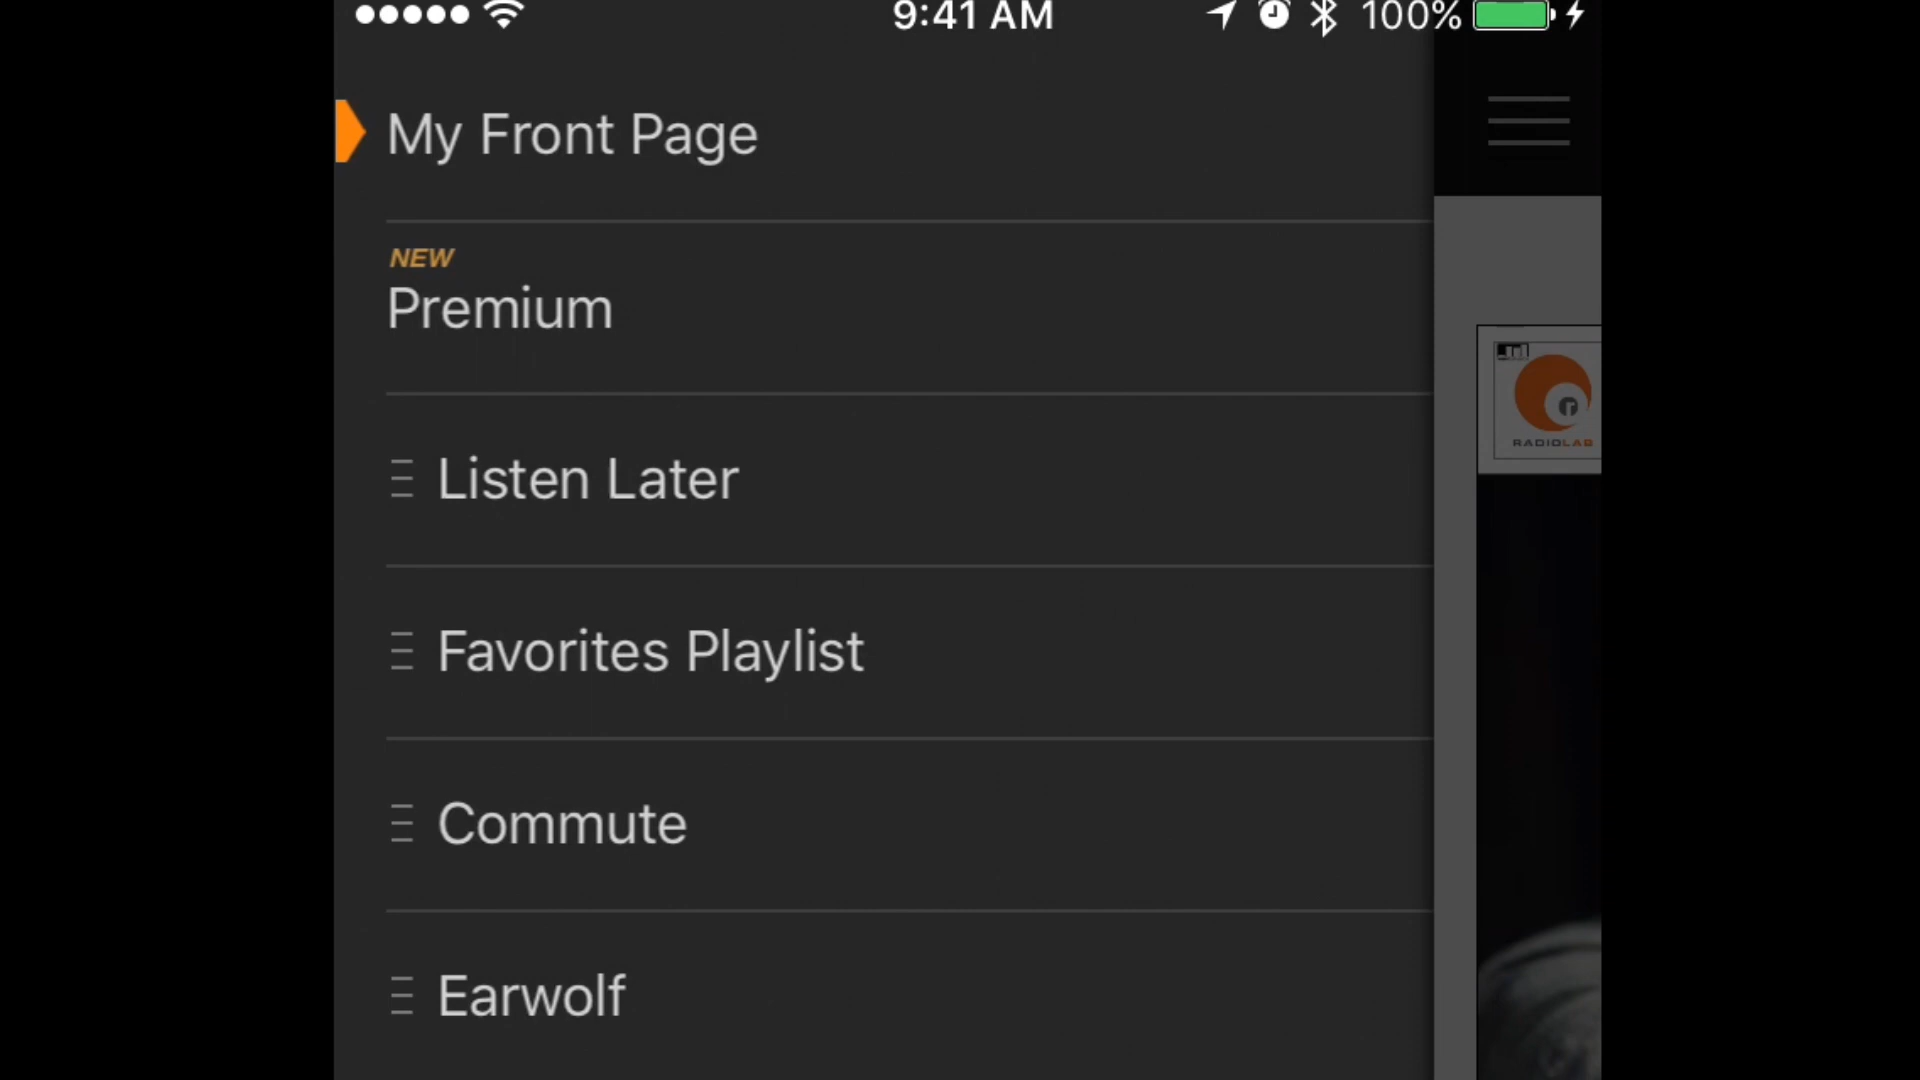 9:41 AM 100%
My Front Page
NEW
Premium
Listen Later
Favorites Playlist
Commute
Earwolf
RADIOLAB